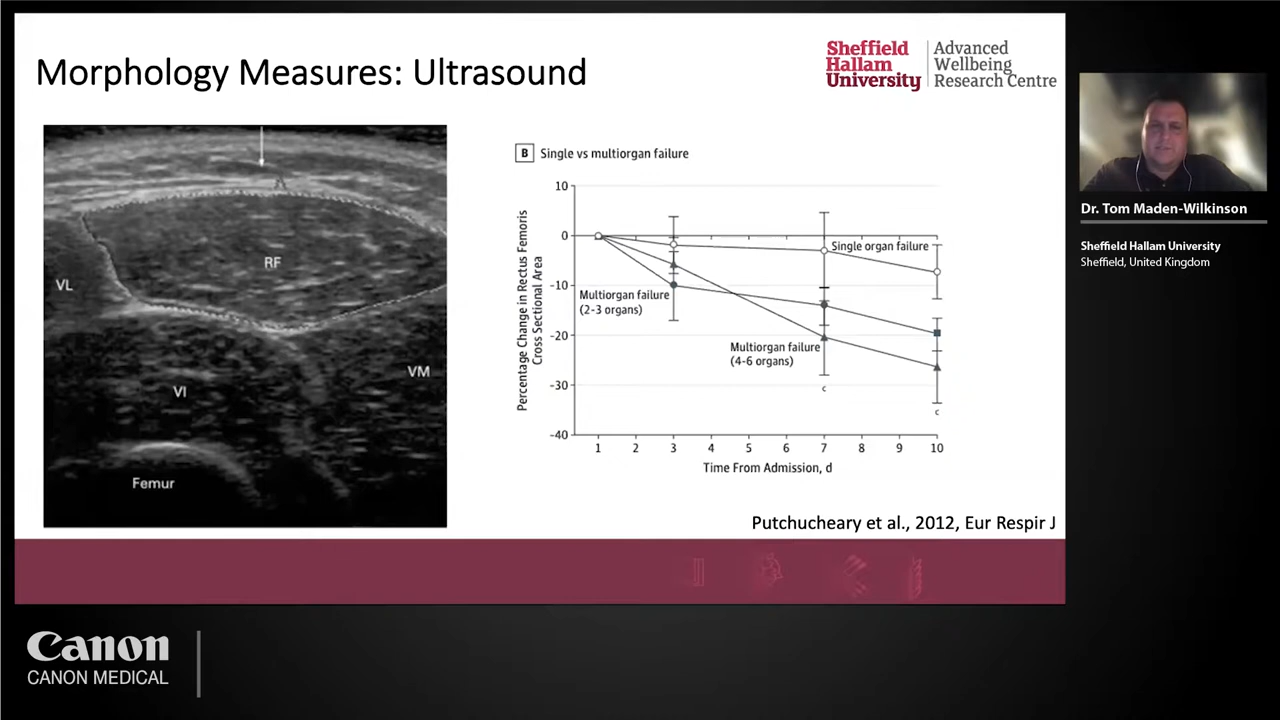 Morphology Measures: Ultrasound
Sheffield
Hallam
University
Advanced
Wellbeing
Research Centre
RF
VL
VI
VM
Femur
B Single vs multiorgan failure
Percentage Change in Rectus Femoris
Cross Sectional Area
10
0
-10
-20
-30
-40
Single organ failure
Multiorgan failure
(2-3 organs)
Multiorgan failure
(4-6 organs)
c
c
1 2 3 4 5 6 7 8 9 10
Time From Admission, d
Putchucheary et al., 2012, Eur Respir J
Dr. Tom Maden-Wilkinson
Sheffield Hallam University
Sheffield, United Kingdom
Canon
CANON MEDICAL